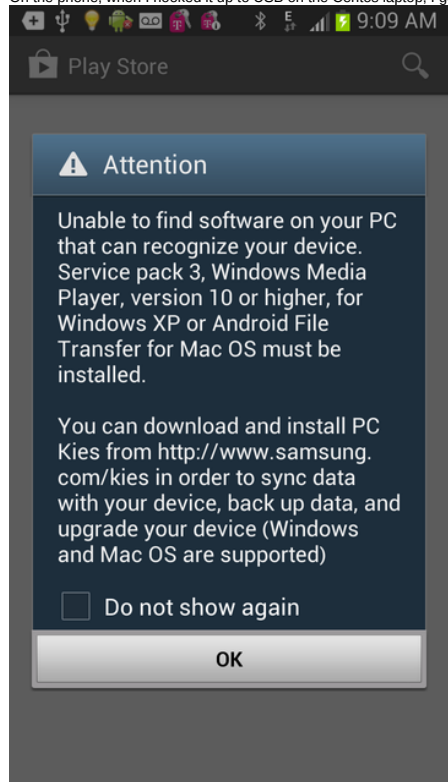 On the phone, when I hooked it up to USB on the Centos laptop, I
E 9:09 AM
Play Store
Attention
Unable to find software on your PC
that can recognize your device.
Service pack 3, Windows Media
Player, version 10 or higher, for
Windows XP or Android File
Transfer for Mac OS must be
installed.
You can download and install PC
Kies from http://www.samsung.
com/kies in order to sync data
with your device, back up data, and
upgrade your device (Windows
and Mac OS are supported)
Do not show again
OK